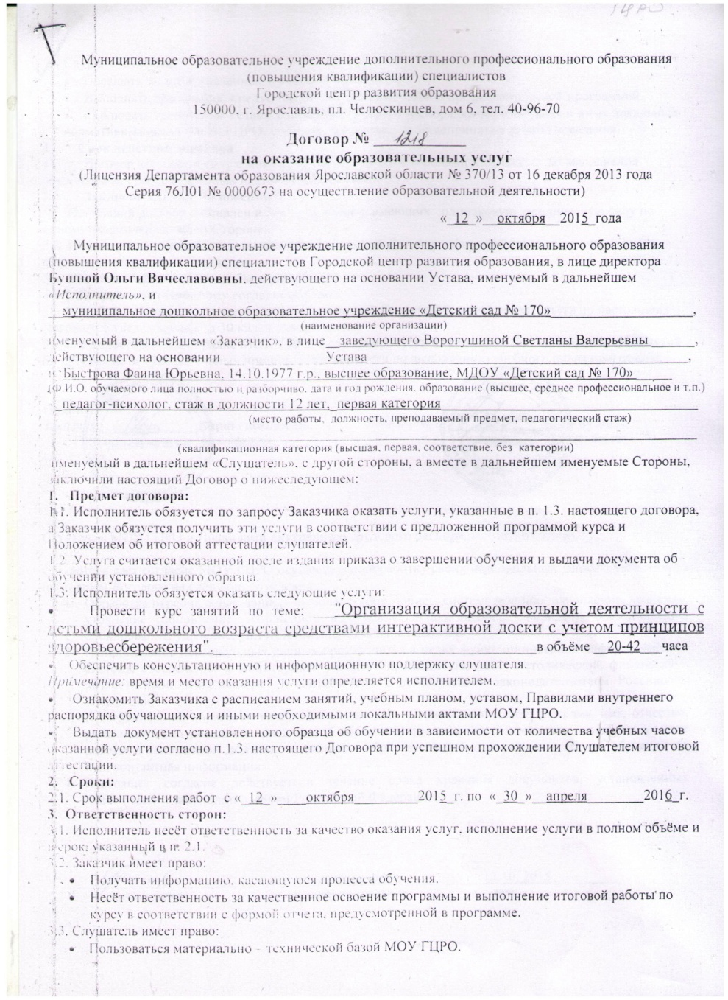 Муниципальное образовательное учреждение дополнительного профессионального образования
(повышения квалификации) специалистов
Городской центр развития образования
150000, г. Ярославль, пл. Челюскинцев, дом 6, тел. 40-96-70
Договор № 1218
на оказание образовательных услуг
(Лицензия Департамента образования Ярославской области № 370/13 от 16 декабря 2013 года
Серия 76Л01 № 0000673 на осуществление образовательной деятельности)
«_12_»__октября__2015_года
Муниципальное образовательное учреждение дополнительного профессионального образования
(повышения квалификации) специалистов Городской центр развития образования, в лице директора
Бушной Ольги Вячеславовны, действующего на основании Устава, именуемый в дальнейшем
«Исполнитель», и
муниципальное дошкольное образовательное учреждение «Детский сад № 170»,
(наименование организации)
именуемый в дальнейшем «Заказчик», в лице заведующего Ворогушиной Светланы Валерьевны,
действующего на основании Устава,
и Быстрова Фаина Юрьевна, 14.10.1977 г.р., высшее образование, МДОУ «Детский сад № 170»
(Ф.И.О. обучаемого лица полностью и разборчиво, дата и год рождения, образование (высшее, среднее профессиональное и т.п.)
педагог-психолог, стаж в должности 12 лет, первая категория
(место работы, должность, преподаваемый предмет, педагогический стаж)
(квалификационная категория (высшая, первая, соответствие, без категории)
именуемый в дальнейшем «Слушатель», с другой стороны, а вместе в дальнейшем именуемые Стороны,
заключили настоящий Договор о нижеследующем:
1. Предмет договора:
1.1. Исполнитель обязуется по запросу Заказчика оказать услуги, указанные в п. 1.3. настоящего договора,
а Заказчик обязуется получить эти услуги в соответствии с предложенной программой курса и
Положением об итоговой аттестации слушателей.
1.2. Услуга считается оказанной после издания приказа о завершении обучения и выдачи документа об
обучении установленного образца.
1.3. Исполнитель обязуется оказать следующие услуги:
• Провести курс занятий по теме: "Организация образовательной деятельности с
детьми дошкольного возраста средствами интерактивной доски с учетом принципов
здоровьесбережения". в объёме 20-42 часа
• Обеспечить консультационную и информационную поддержку слушателя.
Примечание: время и место оказания услуги определяется исполнителем.
• Ознакомить Заказчика с расписанием занятий, учебным планом, уставом, Правилами внутреннего
распорядка обучающихся и иными необходимыми локальными актами МОУ ГЦРО.
• Выдать документ установленного образца об обучении в зависимости от количества учебных часов
оказанной услуги согласно п.1.3. настоящего Договора при успешном прохождении Слушателем итоговой
аттестации.
2. Сроки:
2.1. Срок выполнения работ с «_12_» октября 2015_г. по «_30_» апреля 2016_г.
3. Ответственность сторон:
3.1. Исполнитель несёт ответственность за качество оказания услуг, исполнение услуги в полном объёме и
в срок, указанный в п. 2.1.
3.2. Заказчик имеет право:
• Получать информацию, касающуюся процесса обучения.
• Несёт ответственность за качественное освоение программы и выполнение итоговой работы по
курсу в соответствии с формой отчета, предусмотренной в программе.
3.3. Слушатель имеет право:
• Пользоваться материально - технической базой МОУ ГЦРО.